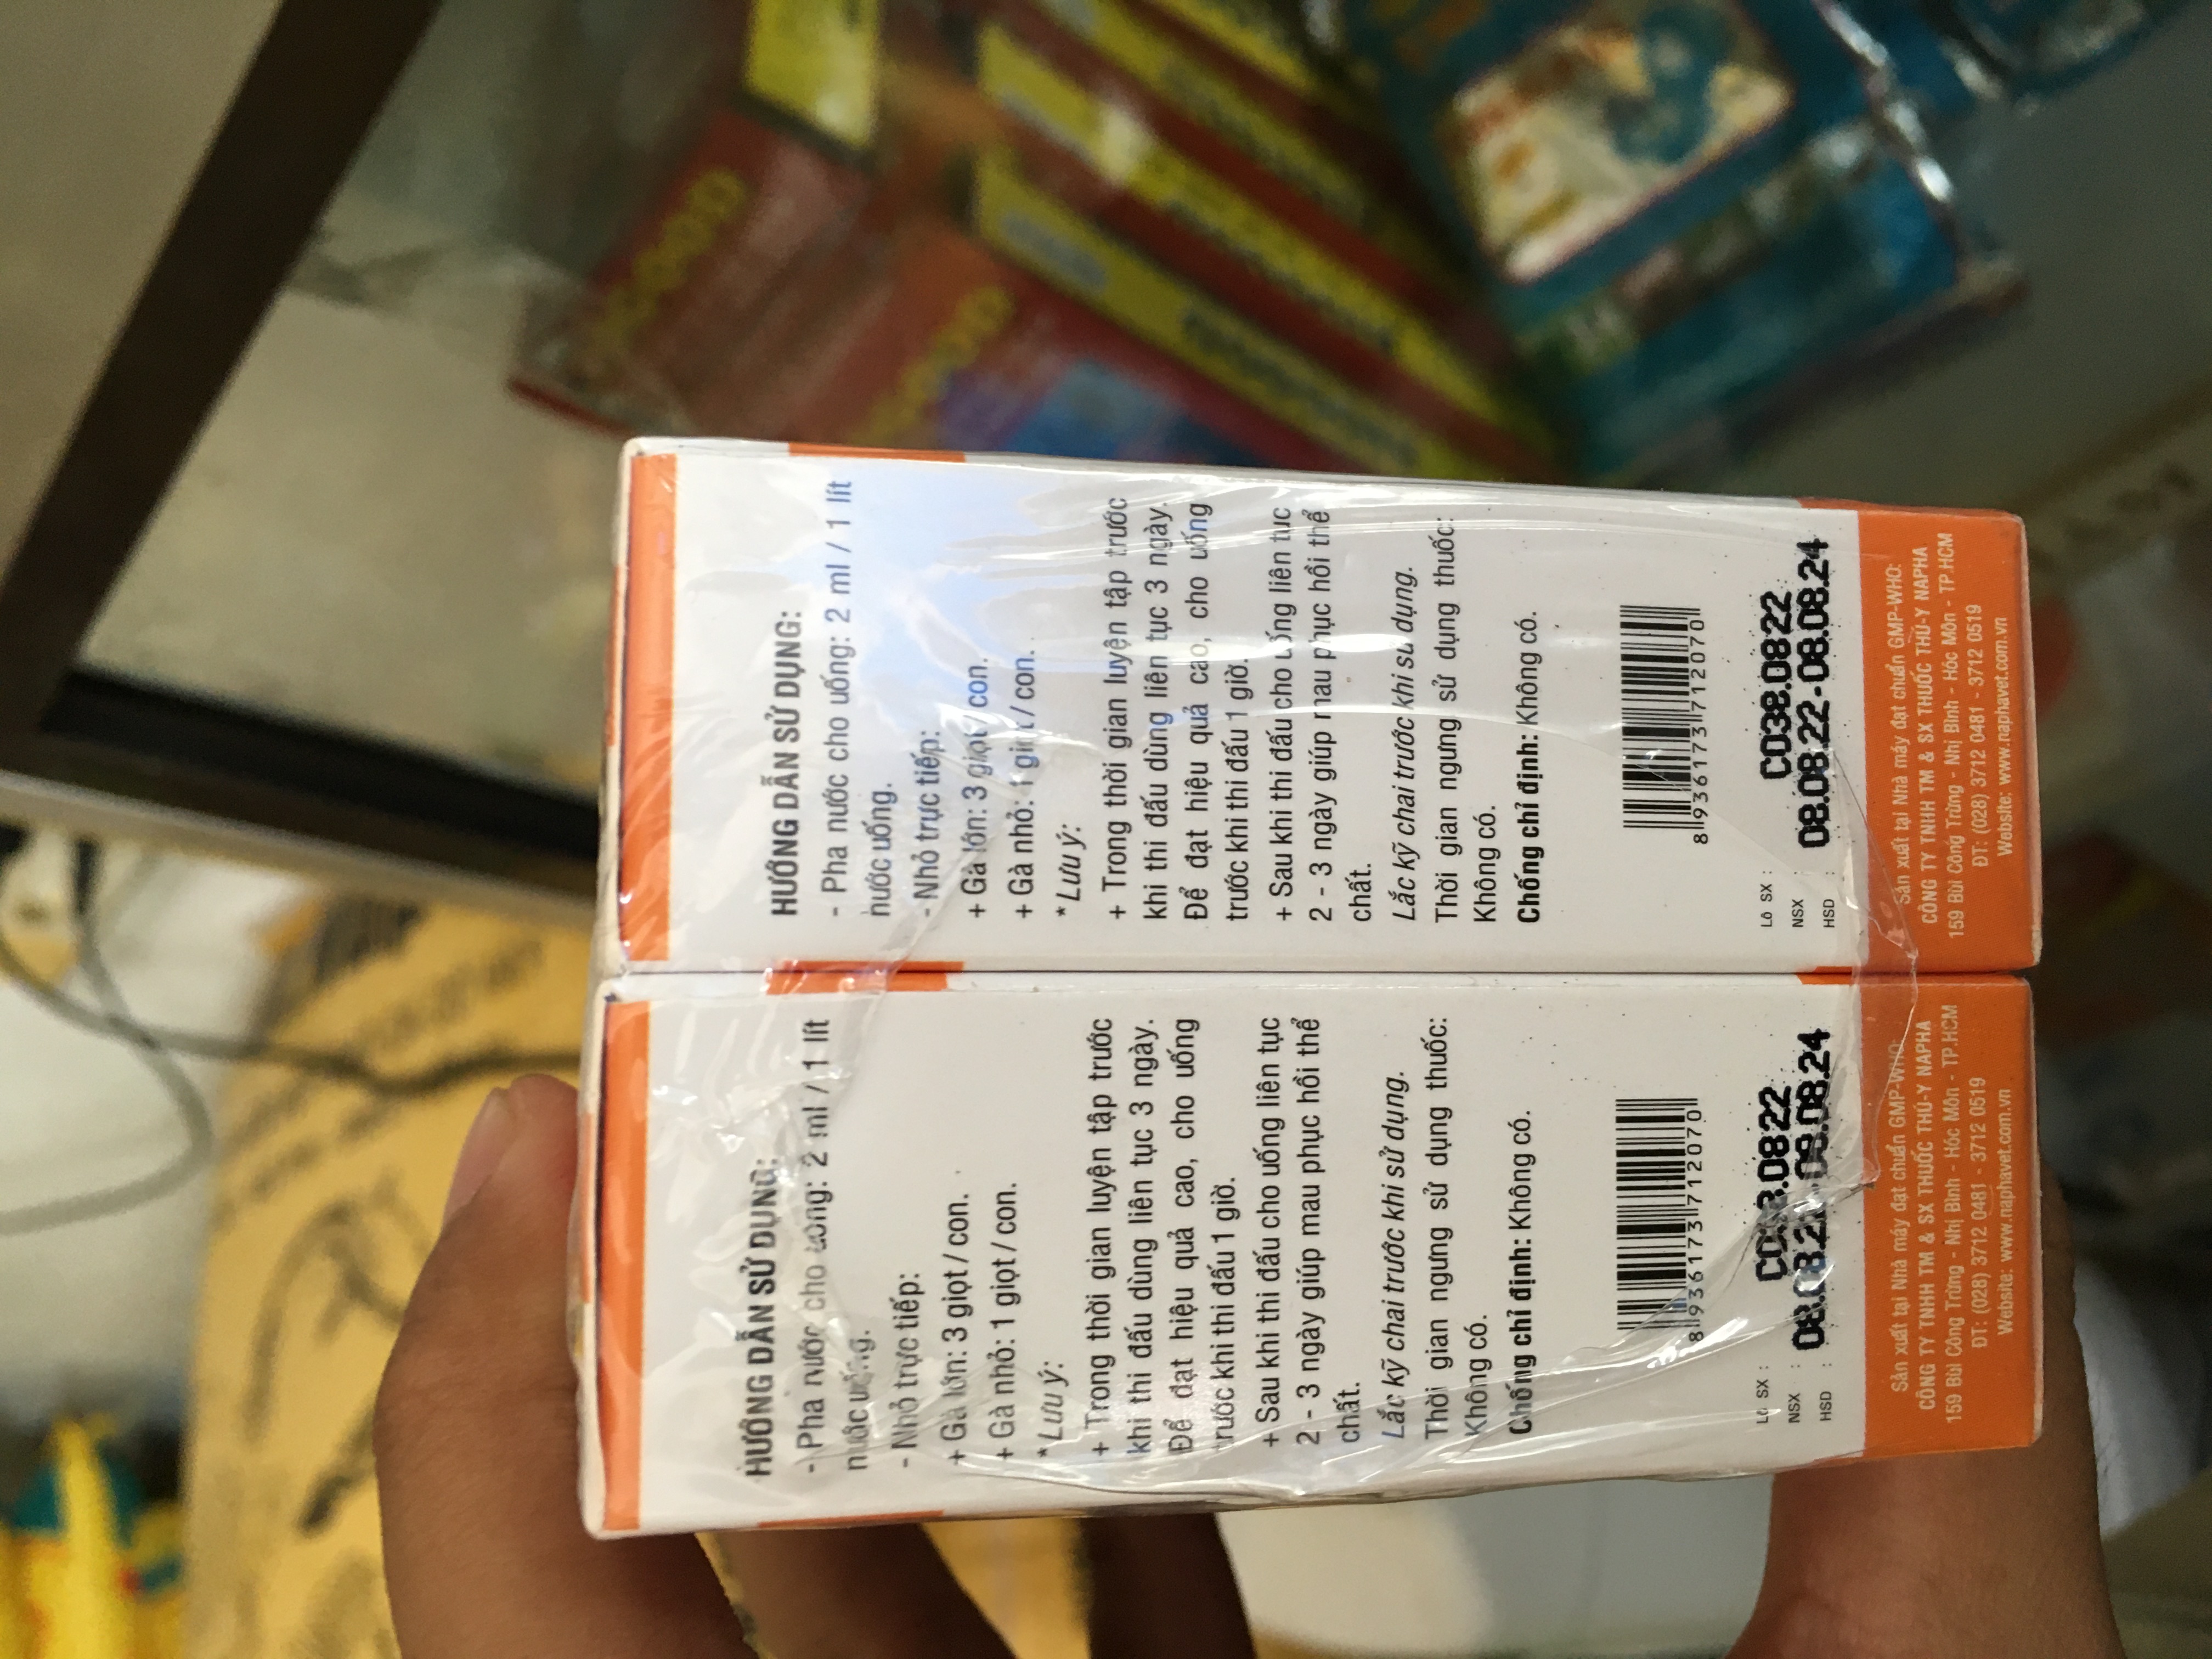 HƯỚNG DẪN SỬ DỤNG:
- Pha nước cho uống: 2 ml / 1 lít
nước uống.
- Nhỏ trực tiếp:
+ Gà lớn: 3 giọt / con.
+ Gà nhỏ: 1 giọt / con.
* Lưu ý:
+ Trong thời gian luyện tập trước
khi thi đấu dùng liên tục 3 ngày.
Để đạt hiệu quả cao, cho uống
trước khi thi đấu 1 giờ.
+ Sau khi thi đấu cho uống liên tục
2 - 3 ngày giúp mau phục hồi thể
chất.
Lắc kỹ chai trước khi sử dụng.
Thời gian ngưng sử dụng thuốc:
Không có.
Chống chỉ định: Không có.
8 936173 712070
Lô SX :
C038.0822
NSX :
08.08.22-08.08.24
HSD :
Sản xuất tại Nhà máy đạt chuẩn GMP-WHO:
CÔNG TY TNHH TM & SX THUỐC THÚ-Y NAPHA
159 Bùi Công Trừng - Nhị Bình - Hóc Môn - TP.HCM
ĐT: (028) 3712 0481 - 3712 0519
Website: www.naphavet.com.vn
HƯỚNG DẪN SỬ DỤNG:
- Pha nước cho uống: 2 ml / 1 lít
nước uống.
- Nhỏ trực tiếp:
+ Gà lớn: 3 giọt / con.
+ Gà nhỏ: 1 giọt / con.
* Lưu ý:
+ Trong thời gian luyện tập trước
khi thi đấu dùng liên tục 3 ngày.
Để đạt hiệu quả cao, cho uống
trước khi thi đấu 1 giờ.
+ Sau khi thi đấu cho uống liên tục
2 - 3 ngày giúp mau phục hồi thể
chất.
Lắc kỹ chai trước khi sử dụng.
Thời gian ngưng sử dụng thuốc:
Không có.
Chống chỉ định: Không có.
8 936173 712070
Lô SX :
C038.0822
NSX :
08.08.22-08.08.24
HSD :
Sản xuất tại Nhà máy đạt chuẩn GMP-WHO:
CÔNG TY TNHH TM & SX THUỐC THÚ-Y NAPHA
159 Bùi Công Trừng - Nhị Bình - Hóc Môn - TP.HCM
ĐT: (028) 3712 0481 - 3712 0519
Website: www.naphavet.com.vn